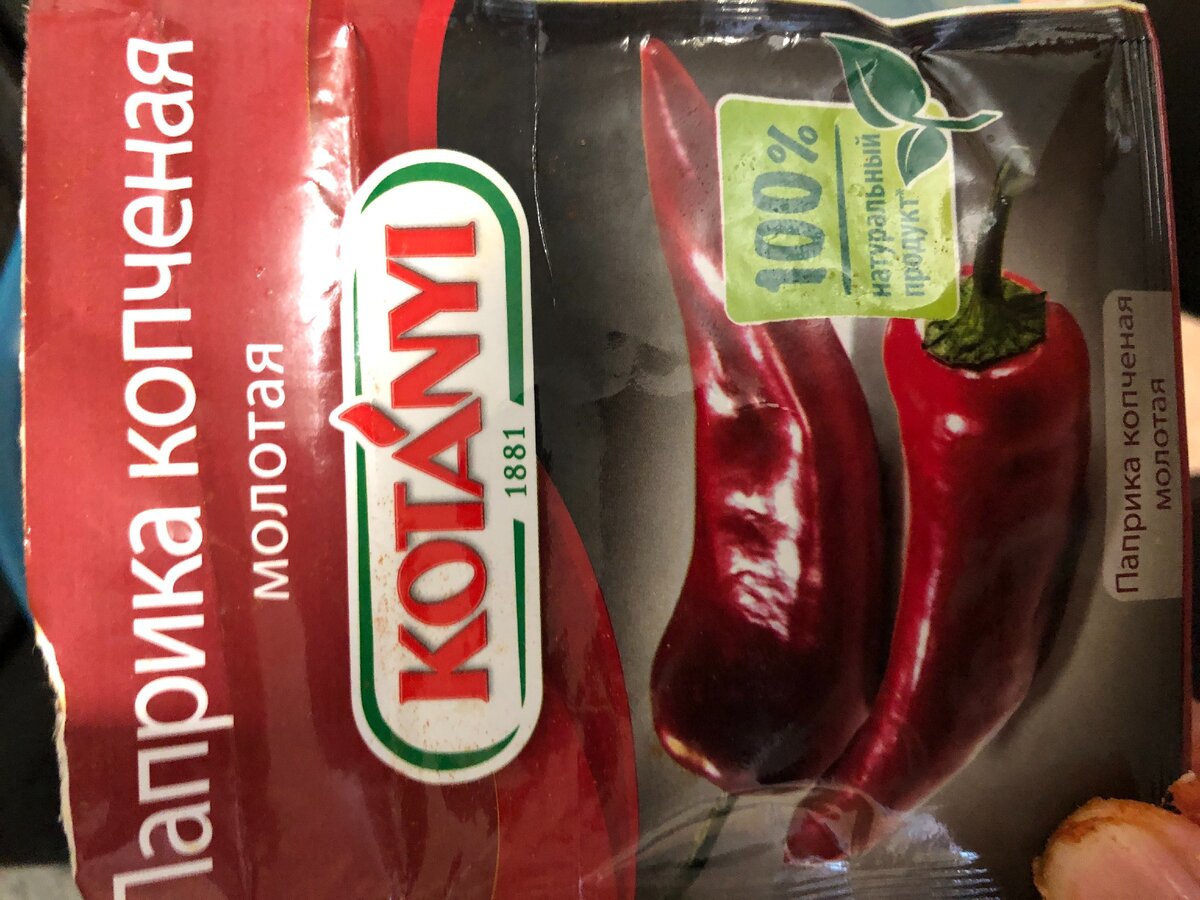 Паприка копченая
молотая
KOTÁNYI
1881
100%
натуральный
продукт*
Паприка копченая
молотая